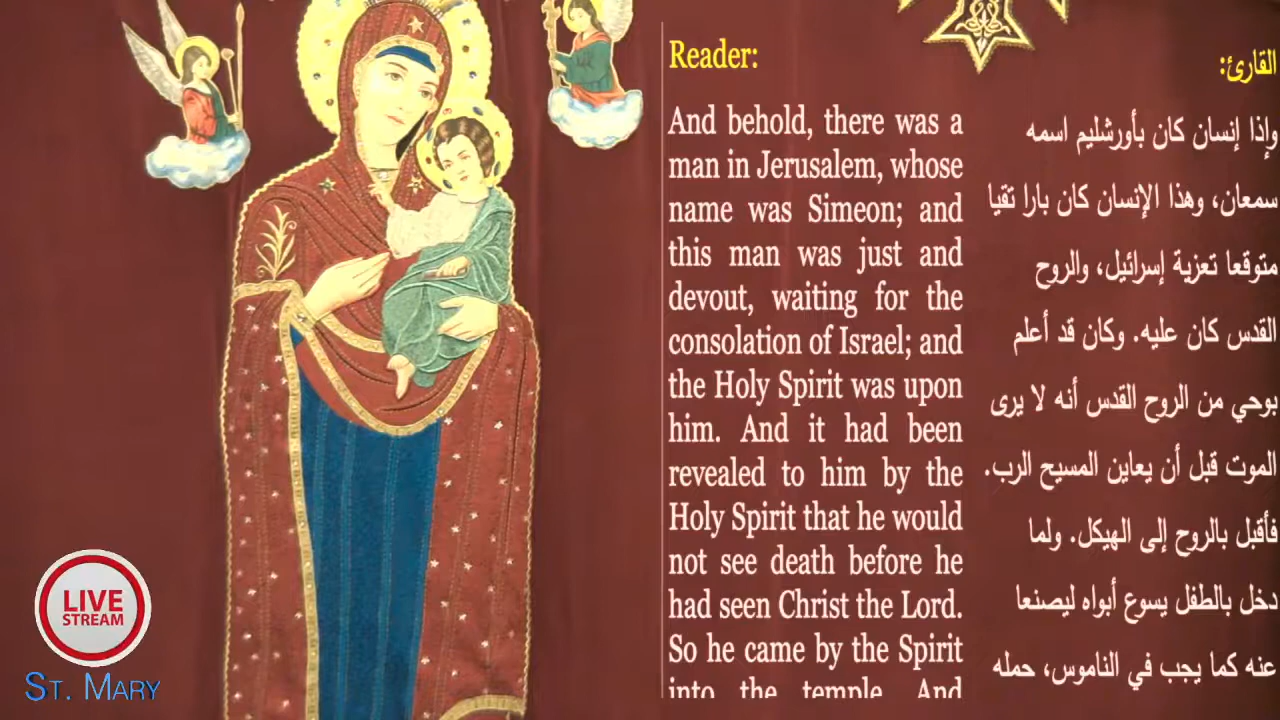 Reader:
And behold, there was a
man in Jerusalem, whose
name was Simeon; and
this man was just and
devout, waiting for the
consolation of Israel; and
the Holy Spirit was upon
him. And it had been
revealed to him by the
Holy Spirit that he would
not see death before he
had seen Christ the Lord.
So he came by the Spirit
into the temple. And
القارئ:
وإذا إنسان كان بأورشليم اسمه
سمعان، وهذا الإنسان كان بارا تقيا
متوقعا تعزية إسرائيل، والروح
القدس كان عليه. وكان قد أعلم
بوحي من الروح القدس أنه لا يرى
الموت قبل أن يعاين المسيح الرب.
فأقبل بالروح إلى الهيكل. ولما
دخل بالطفل يسوع أبواه ليصنعا
عنه كما يجب في الناموس، حمله
LIVE
STREAM
St. Mary